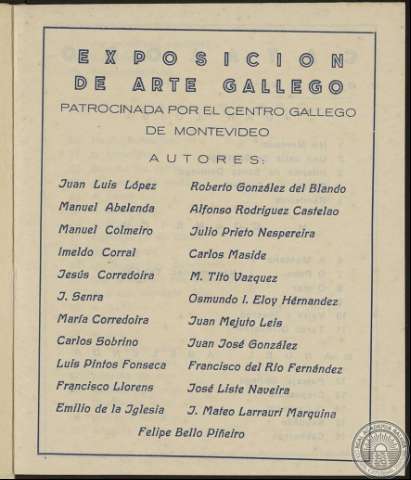 EXPOSICION
DE ARTE GALLEGO
PATROCINADA POR EL CENTRO GALLEGO
DE MONTEVIDEO
AUTORES:
Juan Luis López Roberto González del Blando
Manuel Abelenda Alfonso Rodriguez Castelao
Manuel Colmeiro Julio Prieto Nespereira
Imeldo Corral Carlos Maside
Jesús Corredoira M. Tito Vazquez
J. Senra Osmundo I. Eloy Hérnandez
María Corredoira Juan Mejuto Leis
Carlos Sobrino Juan José González
Luis Pintos Fonseca Francisco del Río Fernández
Francisco Llorens José Liste Naveira
Emilio de la Iglesia J. Mateo Larrauri Marquina
Felipe Bello Piñeiro